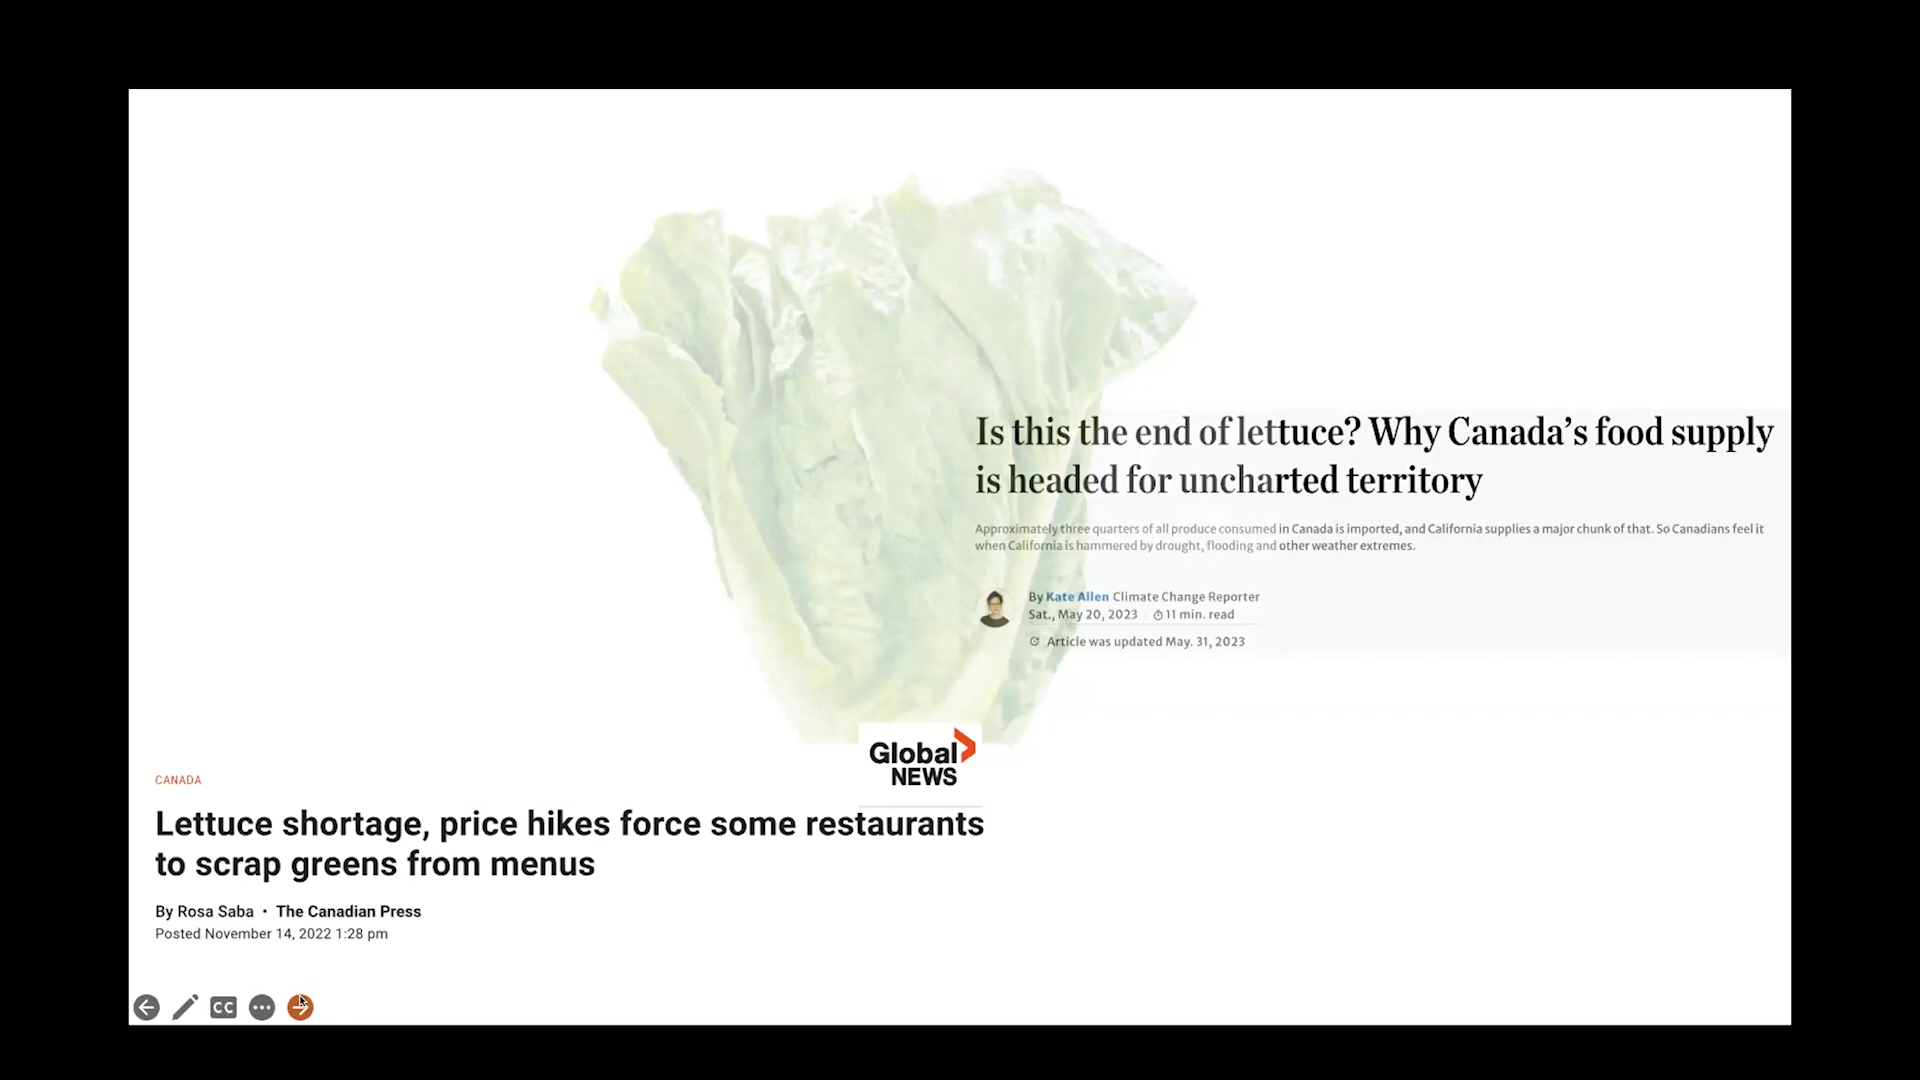 Is this the end of lettuce? Why Canada’s food supply
is headed for uncharted territory
Approximately three quarters of all produce consumed in Canada is imported, and California supplies a major chunk of that. So Canadians feel it
when California is hammered by drought, flooding and other weather extremes.
By Kate Allen Climate Change Reporter
Sat., May 20, 2023 11 min. read
Article was updated May. 31, 2023
Global
NEWS
CANADA
Lettuce shortage, price hikes force some restaurants
to scrap greens from menus
By Rosa Saba • The Canadian Press
Posted November 14, 2022 1:28 pm
CC